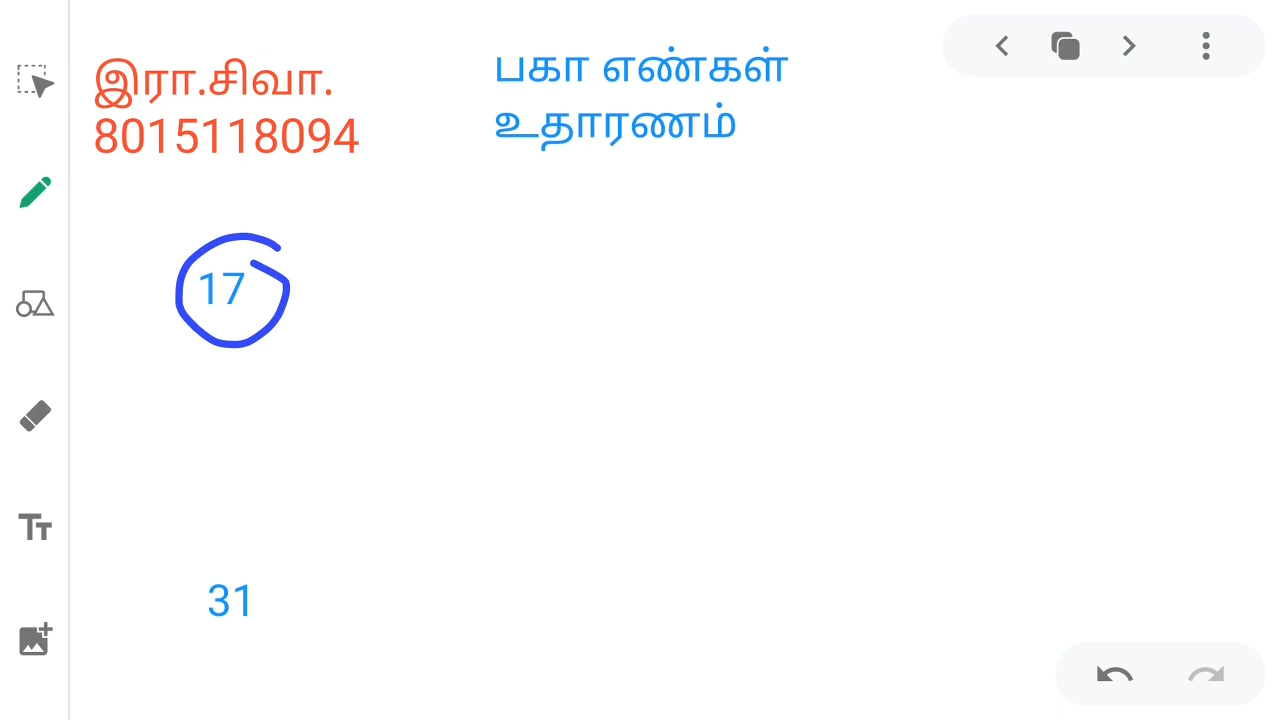 இரா.சிவா.
8015118094
பகா எண்கள்
உதாரணம்
17
31